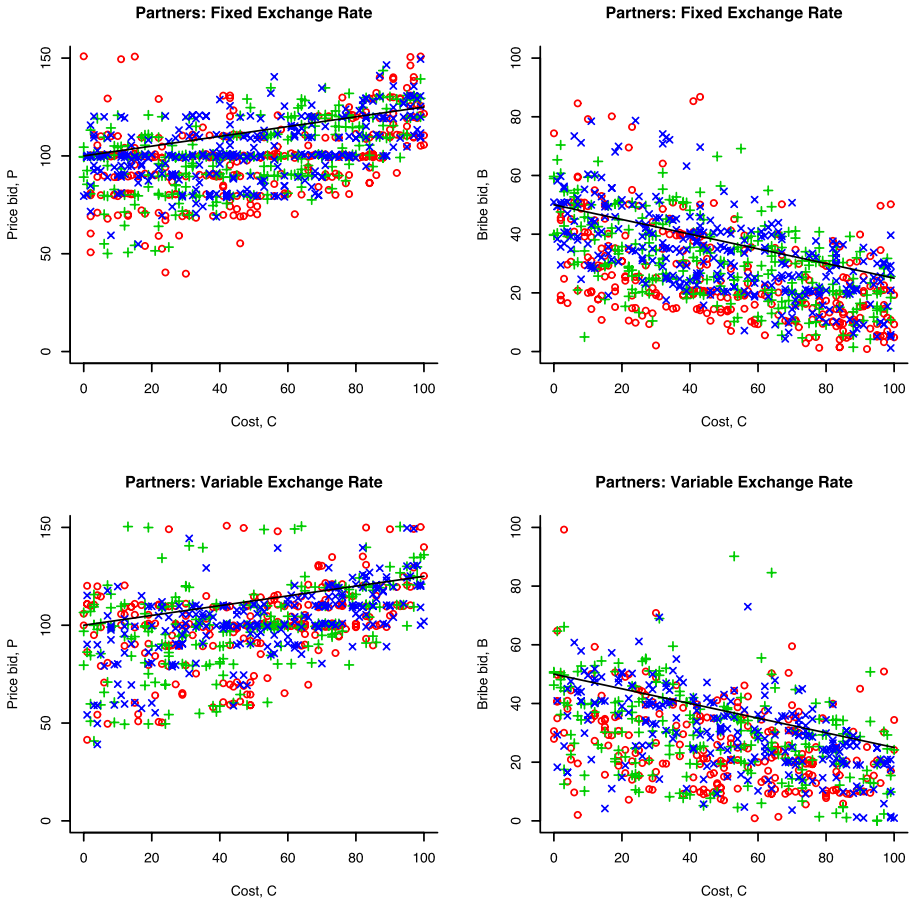 Partners: Fixed Exchange Rate
Price bid, P
150
100
50
0
0 20 40 60 80 100
Cost, C
Partners: Fixed Exchange Rate
Bribe bid, B
100
80
60
40
20
0
0 20 40 60 80 100
Cost, C
Partners: Variable Exchange Rate
Price bid, P
150
100
50
0
0 20 40 60 80 100
Cost, C
Partners: Variable Exchange Rate
Bribe bid, B
100
80
60
40
20
0
0 20 40 60 80 100
Cost, C